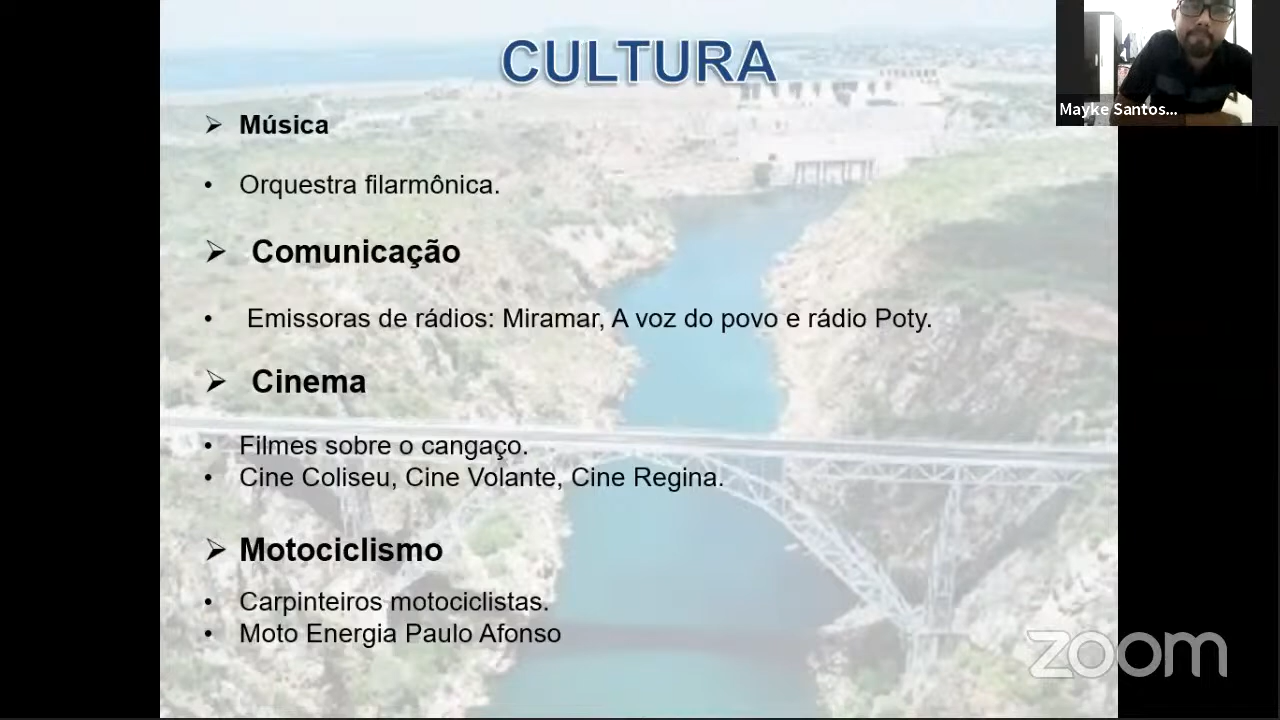 CULTURA
Música
Orquestra filarmônica.
Comunicação
Emissoras de rádios: Miramar, A voz do povo e rádio Poty.
Cinema
Filmes sobre o cangaço.
Cine Coliseu, Cine Volante, Cine Regina.
Motociclismo
Carpinteiros motociclistas.
Moto Energia Paulo Afonso
Mayke Santos...
zoom